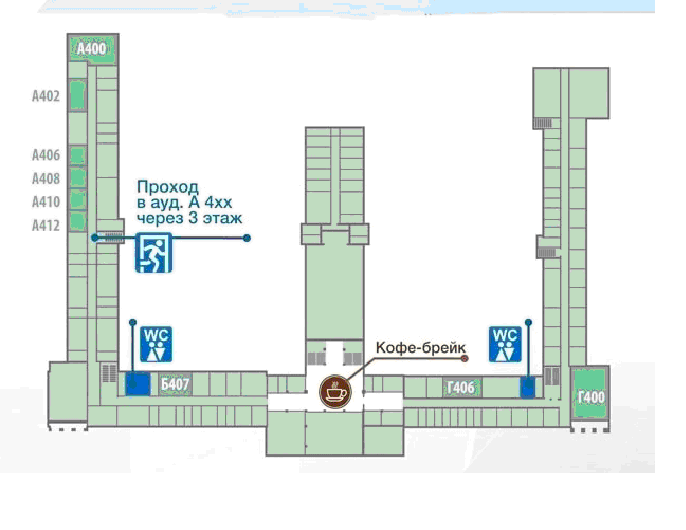 А400
А402
А406
А408
А410
А412
Проход
в ауд. А 4хх
через 3 этаж
WC
WC
Кофе-брейк
Б407
Г406
Г400